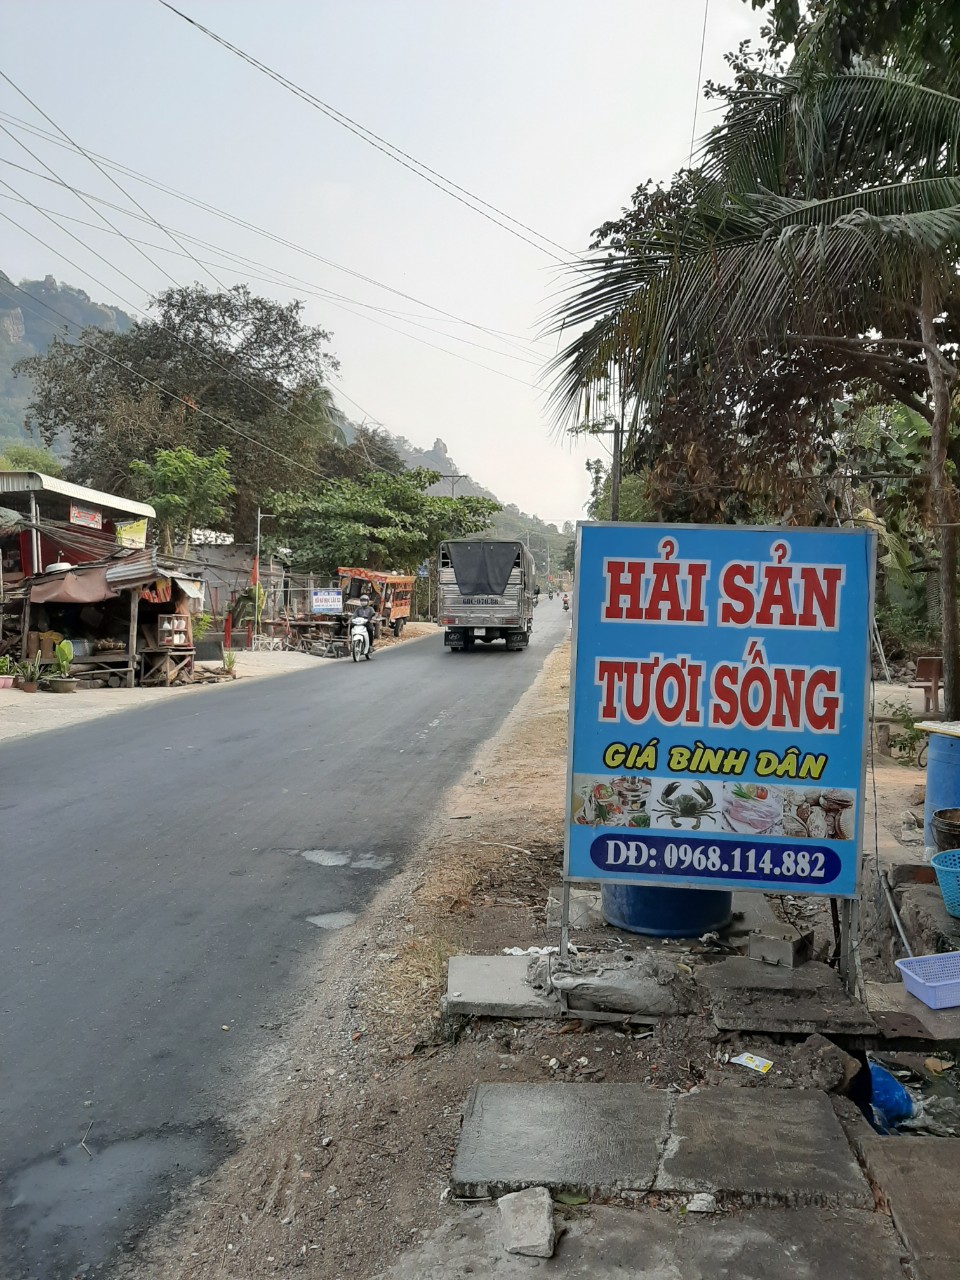 HẢI SẢN
TƯƠI SỐNG
GIÁ BÌNH DÂN
DĐ: 0968.114.882